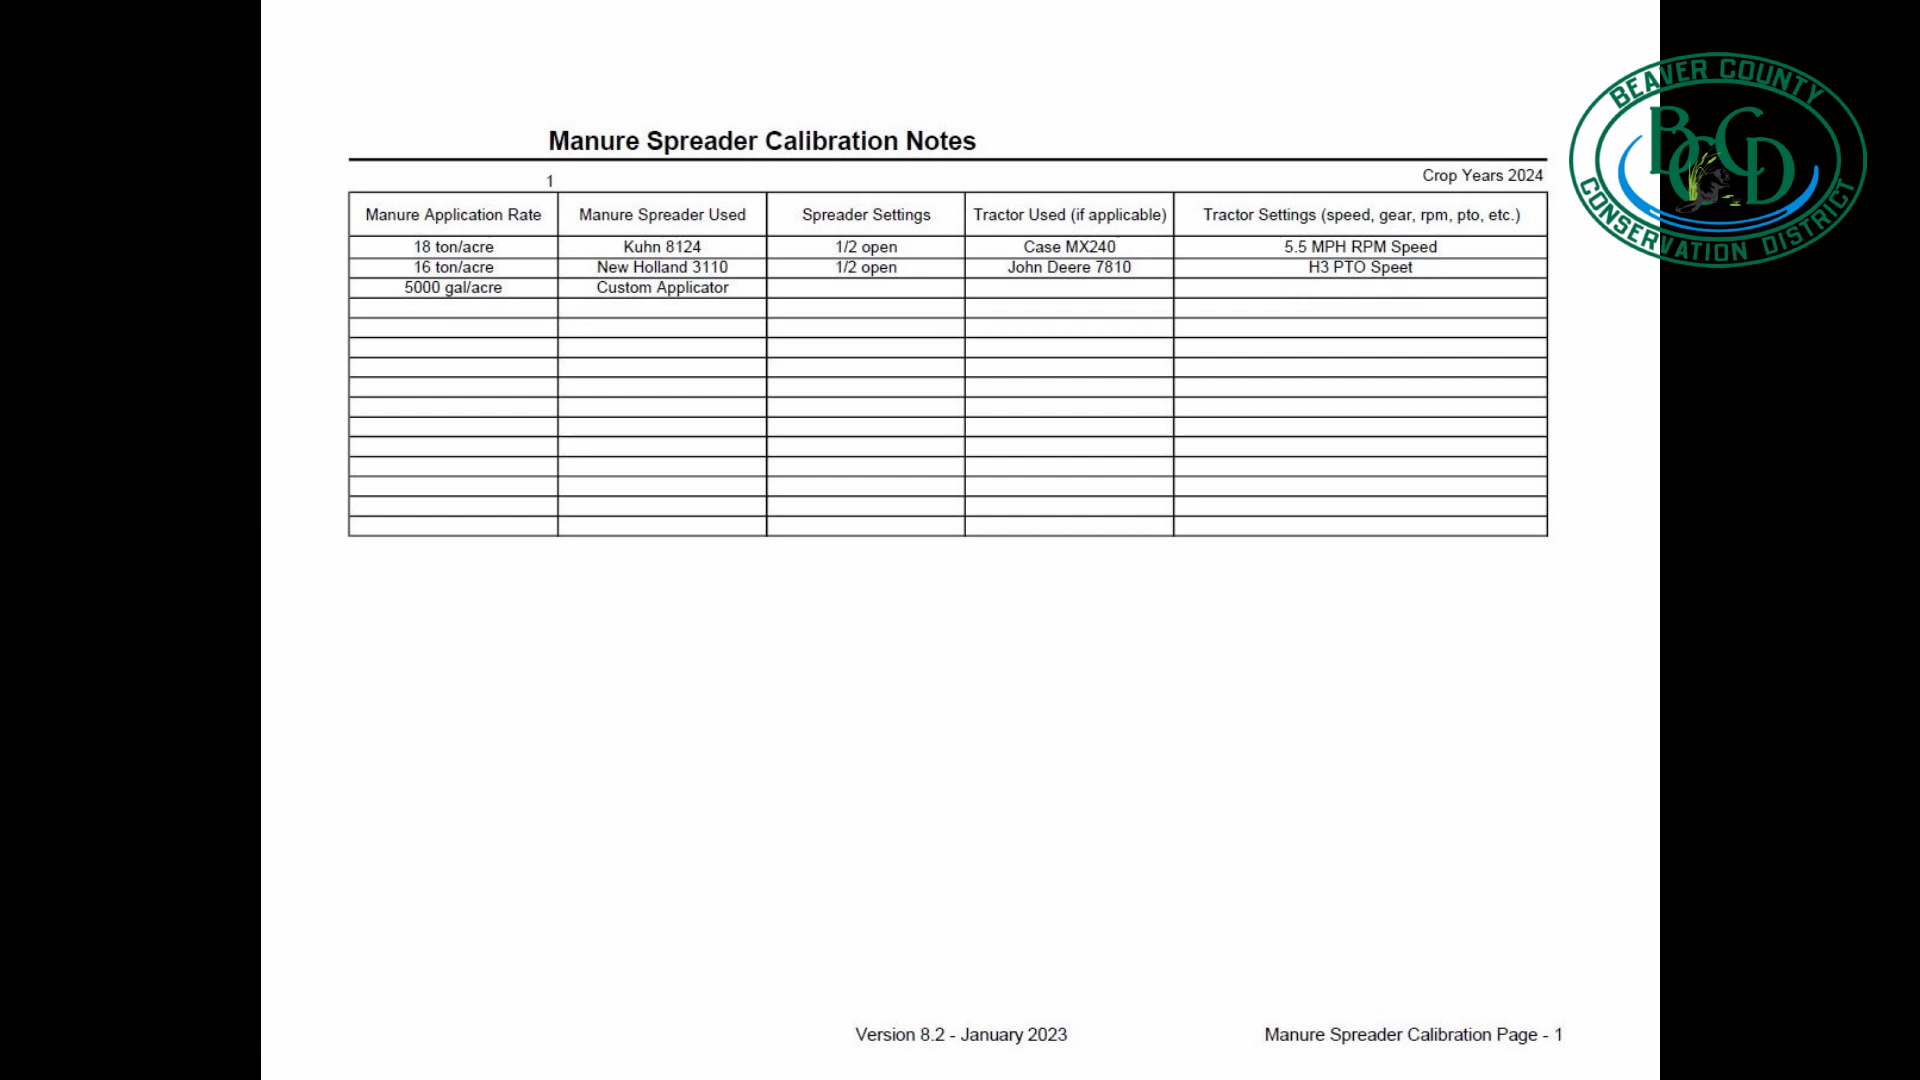 BEAVER COUNTY
BCCD
CONSERVATION DISTRICT
Manure Spreader Calibration Notes
1 Crop Years 2024
Manure Application Rate Manure Spreader Used Spreader Settings Tractor Used (if applicable) Tractor Settings (speed, gear, rpm, pto, etc.)
18 ton/acre Kuhn 8124 1/2 open Case MX240 5.5 MPH RPM Speed
16 ton/acre New Holland 3110 1/2 open John Deere 7810 H3 PTO Speet
5000 gal/acre Custom Applicator
Version 8.2 - January 2023 Manure Spreader Calibration Page - 1